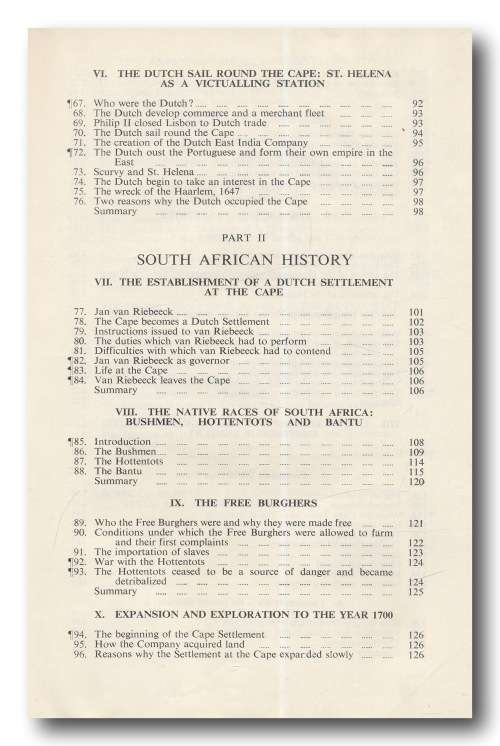 VI. THE DUTCH SAIL ROUND THE CAPE: ST. HELENA
AS A VICTUALLING STATION
¶67. Who were the Dutch? .... 92
68. The Dutch develop commerce and a merchant fleet .... 93
69. Philip II closed Lisbon to Dutch trade .... 93
70. The Dutch sail round the Cape .... 94
71. The creation of the Dutch East India Company .... 95
¶72. The Dutch oust the Portuguese and form their own empire in the
East .... 96
73. Scurvy and St. Helena .... 96
74. The Dutch begin to take an interest in the Cape .... 97
75. The wreck of the Haarlem, 1647 .... 97
76. Two reasons why the Dutch occupied the Cape .... 98
Summary .... 98
PART II
SOUTH AFRICAN HISTORY
VII. THE ESTABLISHMENT OF A DUTCH SETTLEMENT
AT THE CAPE
77. Jan van Riebeeck .... 101
78. The Cape becomes a Dutch Settlement .... 102
79. Instructions issued to van Riebeeck .... 103
80. The duties which van Riebeeck had to perform .... 103
81. Difficulties with which van Riebeeck had to contend .... 105
¶82. Jan van Riebeeck as governor .... 105
¶83. Life at the Cape .... 106
¶84. Van Riebeeck leaves the Cape .... 106
Summary .... 106
VIII. THE NATIVE RACES OF SOUTH AFRICA:
BUSHMEN, HOTTENTOTS AND BANTU
¶85. Introduction .... 108
86. The Bushmen .... 109
87. The Hottentots .... 114
88. The Bantu .... 115
Summary .... 120
IX. THE FREE BURGHERS
89. Who the Free Burghers were and why they were made free .... 121
90. Conditions under which the Free Burghers were allowed to farm
and their first complaints .... 122
91. The importation of slaves .... 123
¶92. War with the Hottentots .... 124
¶93. The Hottentots ceased to be a source of danger and became
detribalized .... 124
Summary .... 125
X. EXPANSION AND EXPLORATION TO THE YEAR 1700
¶94. The beginning of the Cape Settlement .... 126
95. How the Company acquired land .... 126
96. Reasons why the Settlement at the Cape expanded slowly .... 126